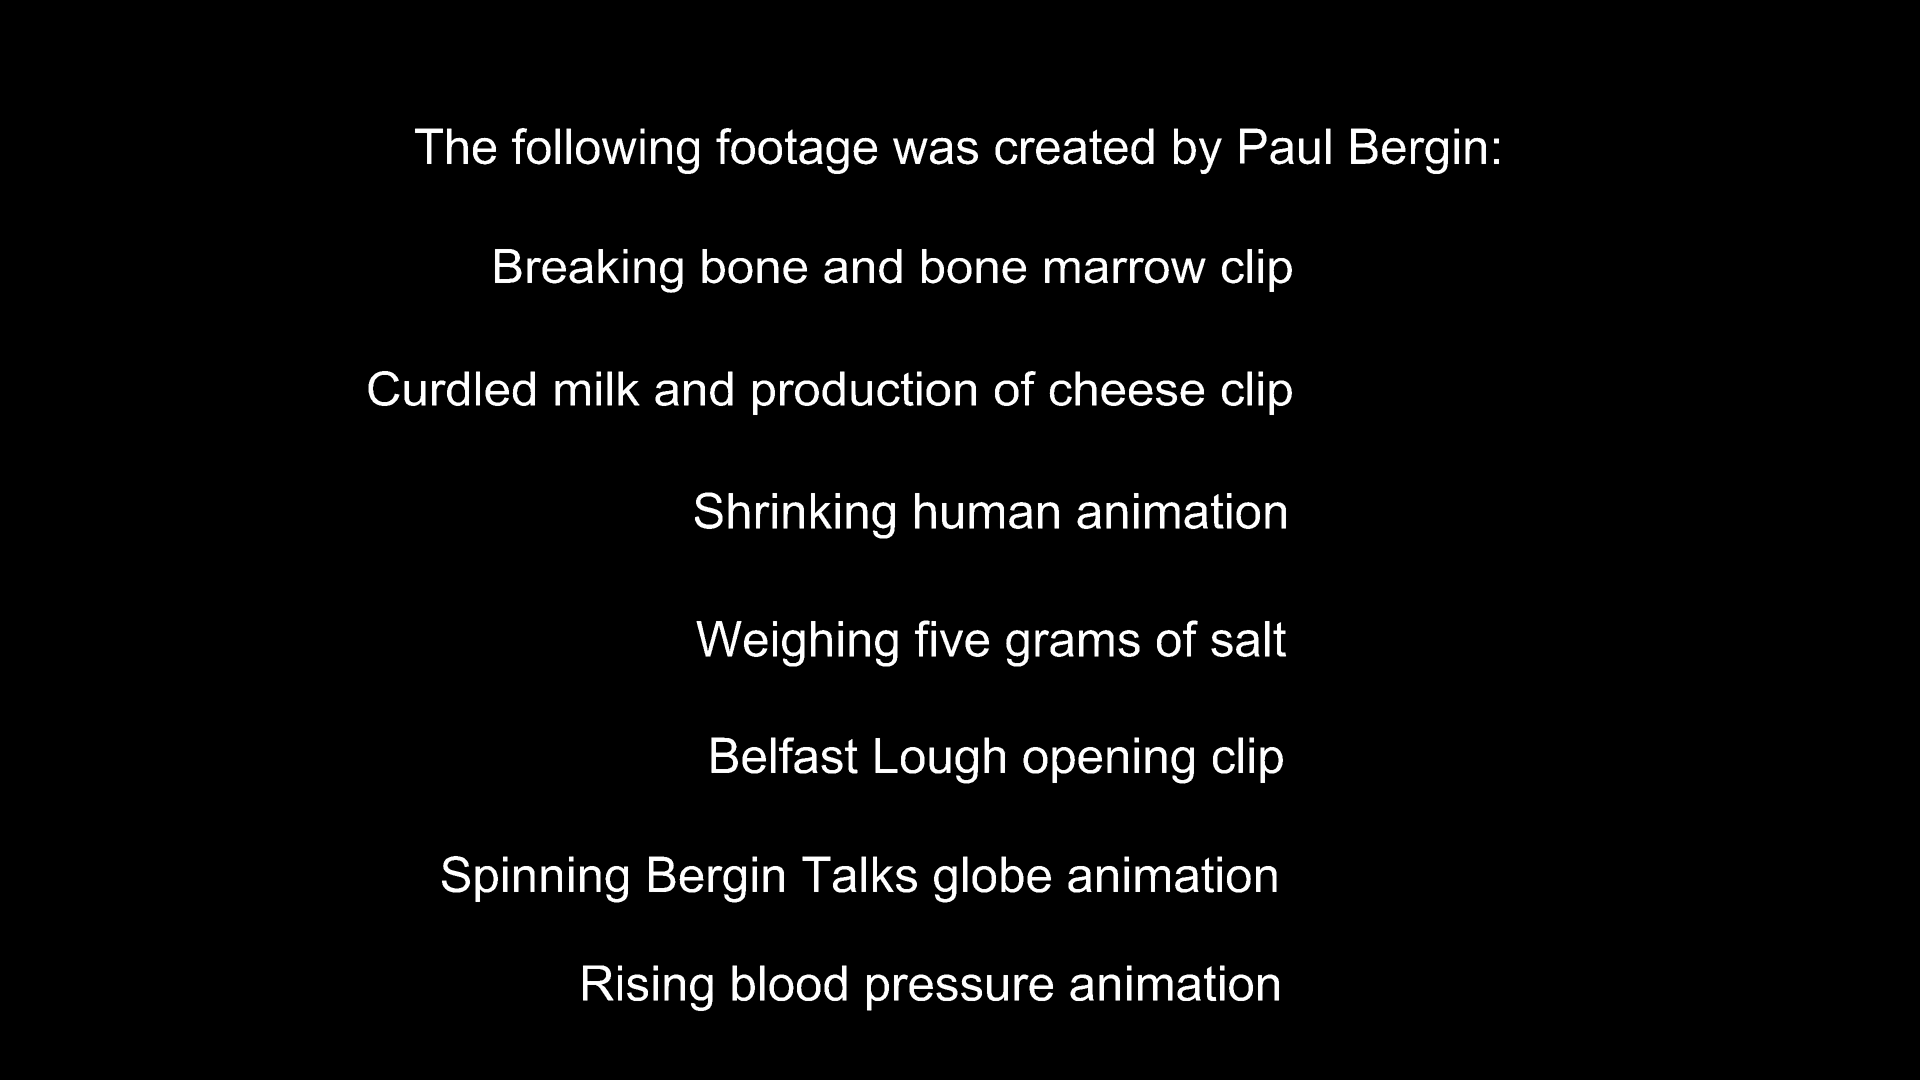 The following footage was created by Paul Bergin:
Breaking bone and bone marrow clip
Curdled milk and production of cheese clip
Shrinking human animation
Weighing five grams of salt
Belfast Lough opening clip
Spinning Bergin Talks globe animation
Rising blood pressure animation